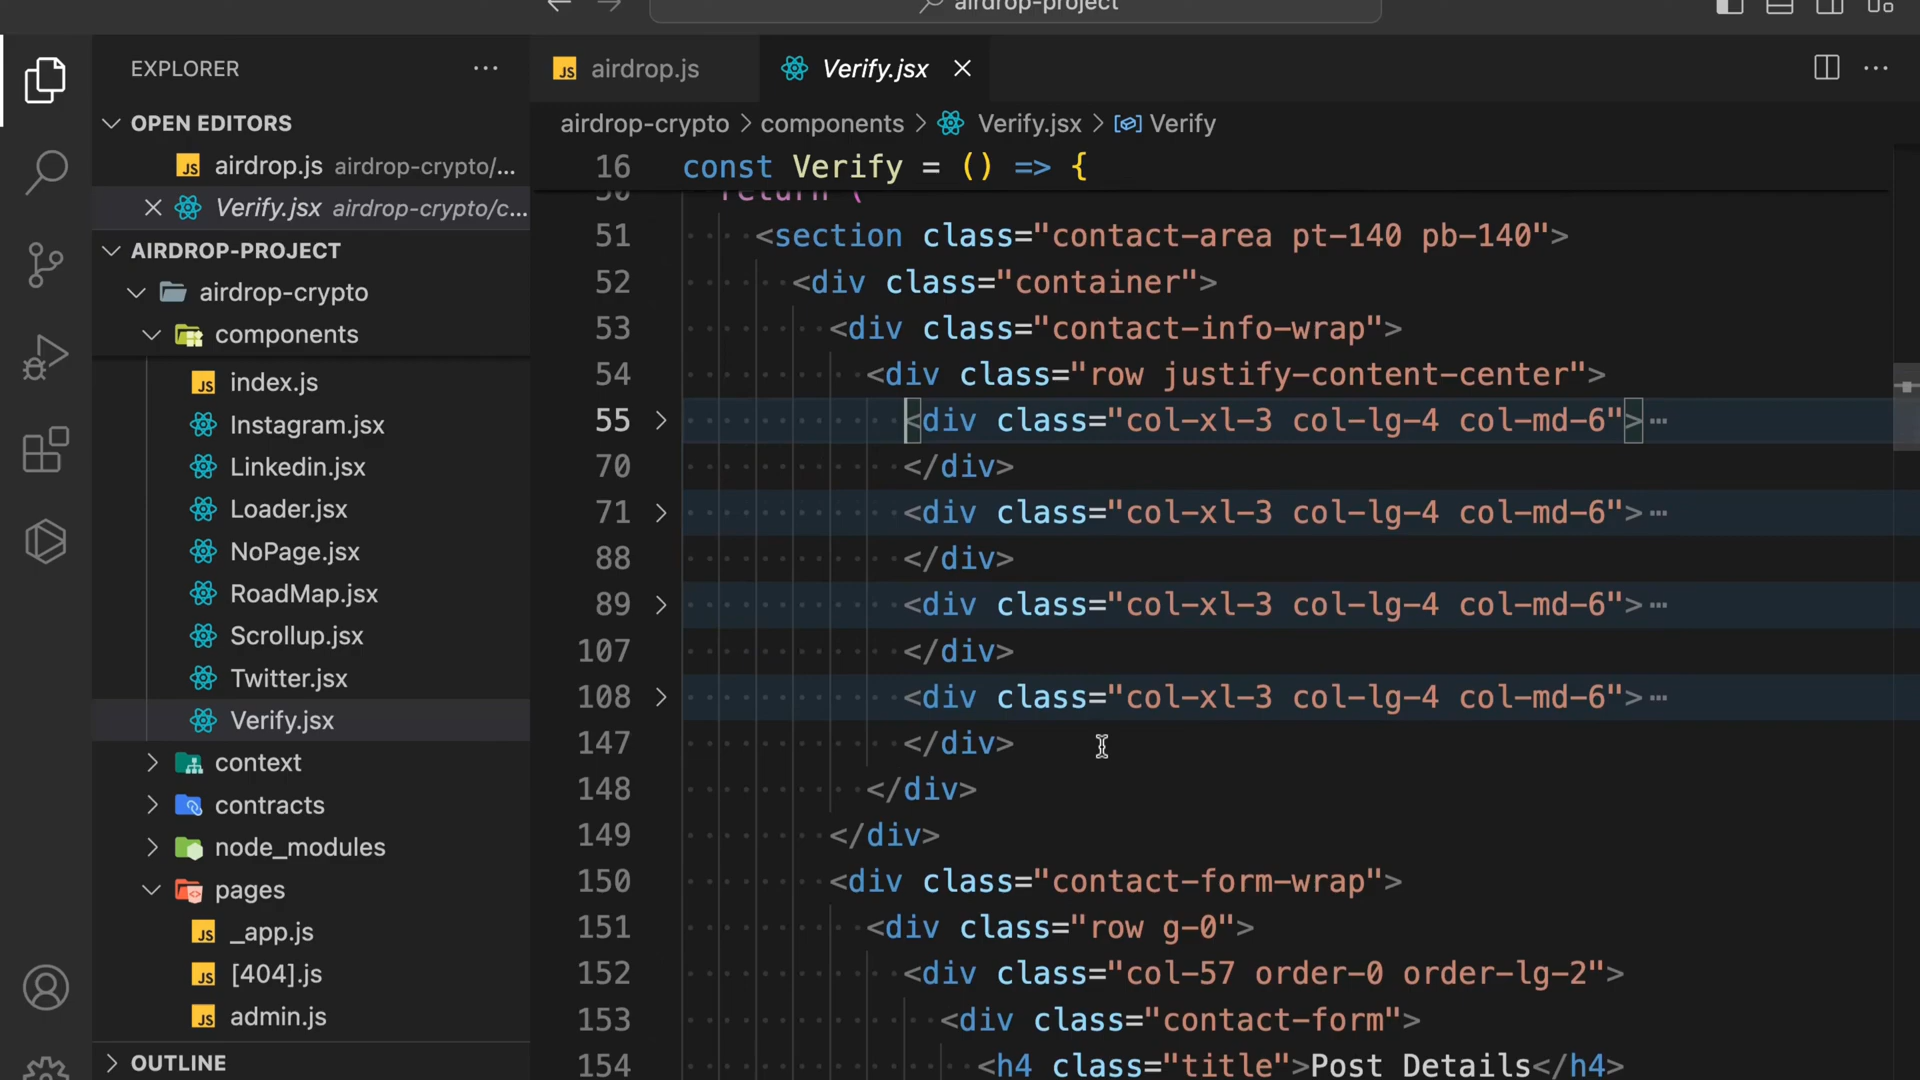 airdrop-project
EXPLORER
OPEN EDITORS
airdrop.js airdrop-crypto/...
Verify.jsx airdrop-crypto/c...
AIRDROP-PROJECT
airdrop-crypto
components
index.js
Instagram.jsx
Linkedin.jsx
Loader.jsx
NoPage.jsx
RoadMap.jsx
Scrollup.jsx
Twitter.jsx
Verify.jsx
context
contracts
node_modules
pages
_app.js
[404].js
admin.js
OUTLINE
airdrop.js
Verify.jsx
airdrop-crypto > components > Verify.jsx > Verify
16 const Verify = () => {
50 return (
51 <section class="contact-area pt-140 pb-140">
52 <div class="container">
53 <div class="contact-info-wrap">
54 <div class="row justify-content-center">
55 <div class="col-xl-3 col-lg-4 col-md-6">
70 </div>
71 <div class="col-xl-3 col-lg-4 col-md-6">
88 </div>
89 <div class="col-xl-3 col-lg-4 col-md-6">
107 </div>
108 <div class="col-xl-3 col-lg-4 col-md-6">
147 </div>
148 </div>
149 </div>
150 <div class="contact-form-wrap">
151 <div class="row g-0">
152 <div class="col-57 order-0 order-lg-2">
153 <div class="contact-form">
154 <h4 class="title">Post Details</h4>